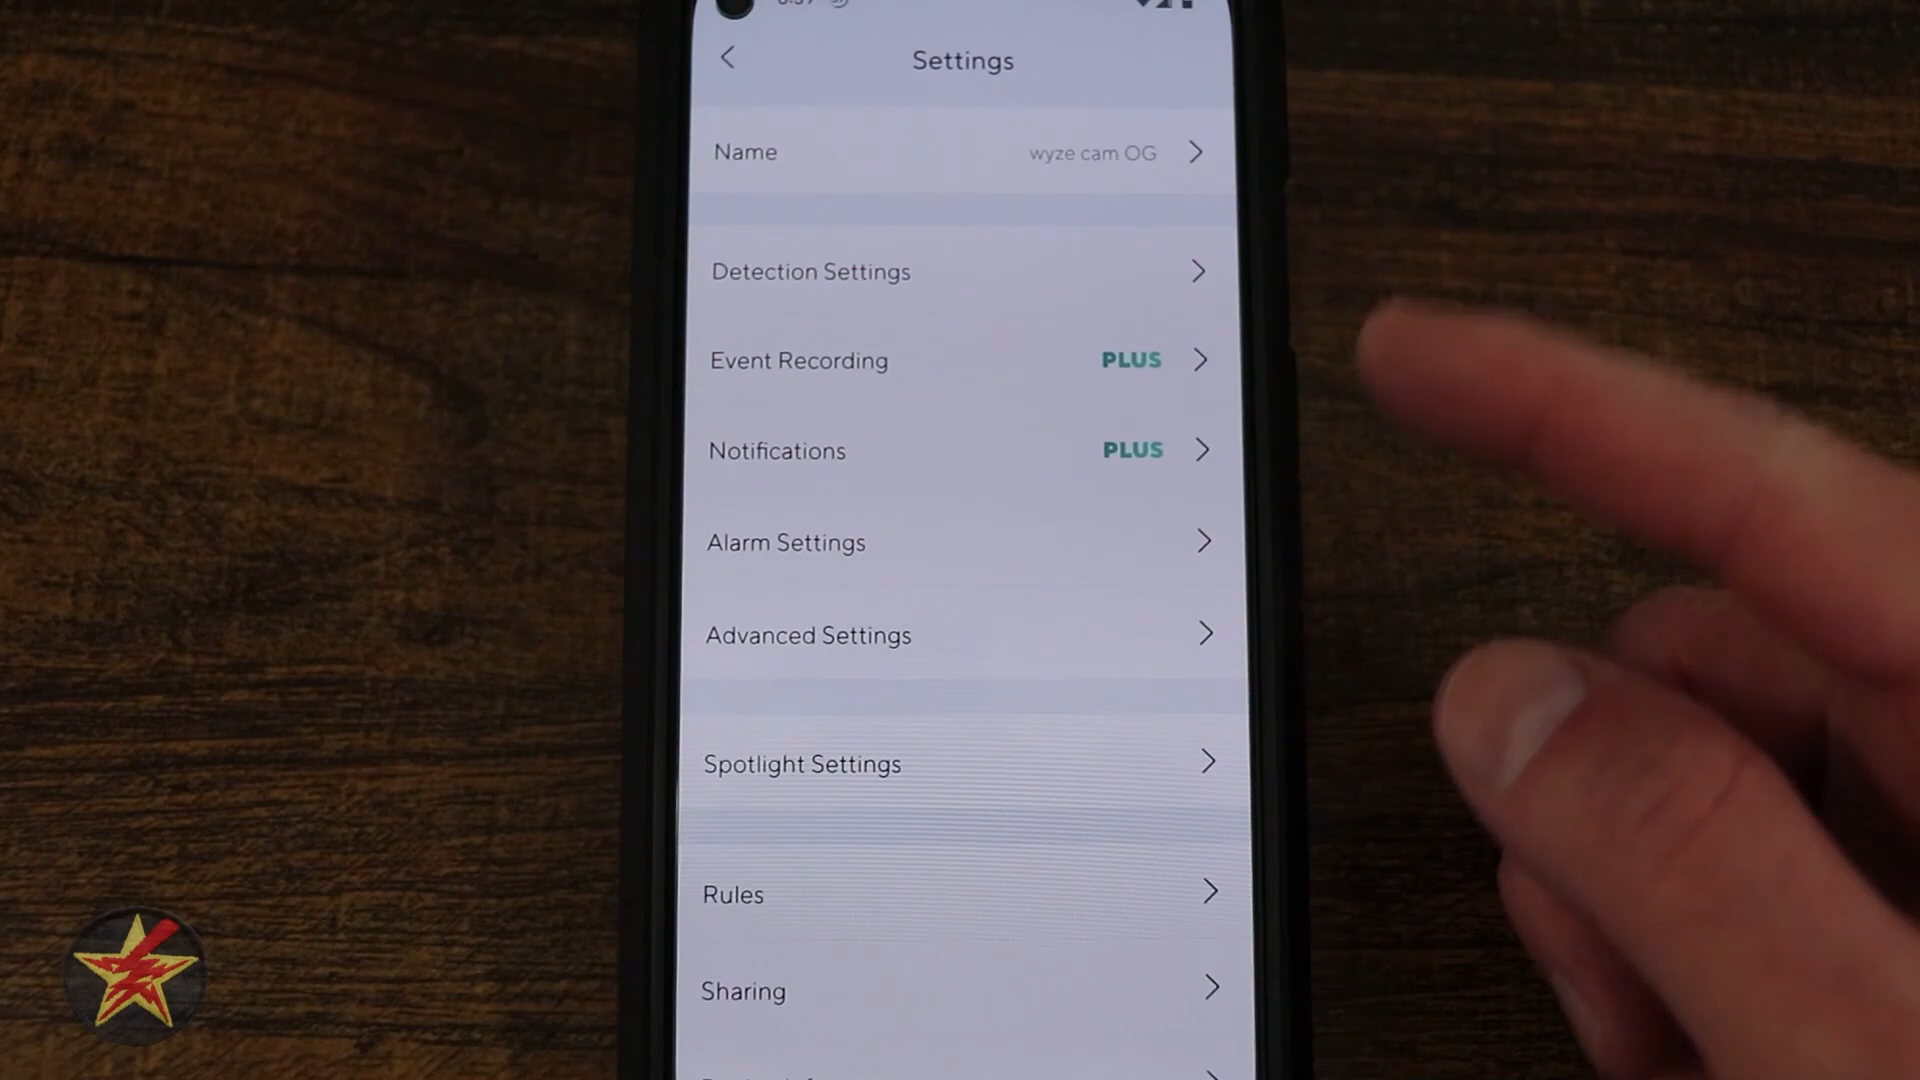 Settings
Name wyze cam OG
Detection Settings
Event Recording PLUS
Notifications PLUS
Alarm Settings
Advanced Settings
Spotlight Settings
Rules
Sharing